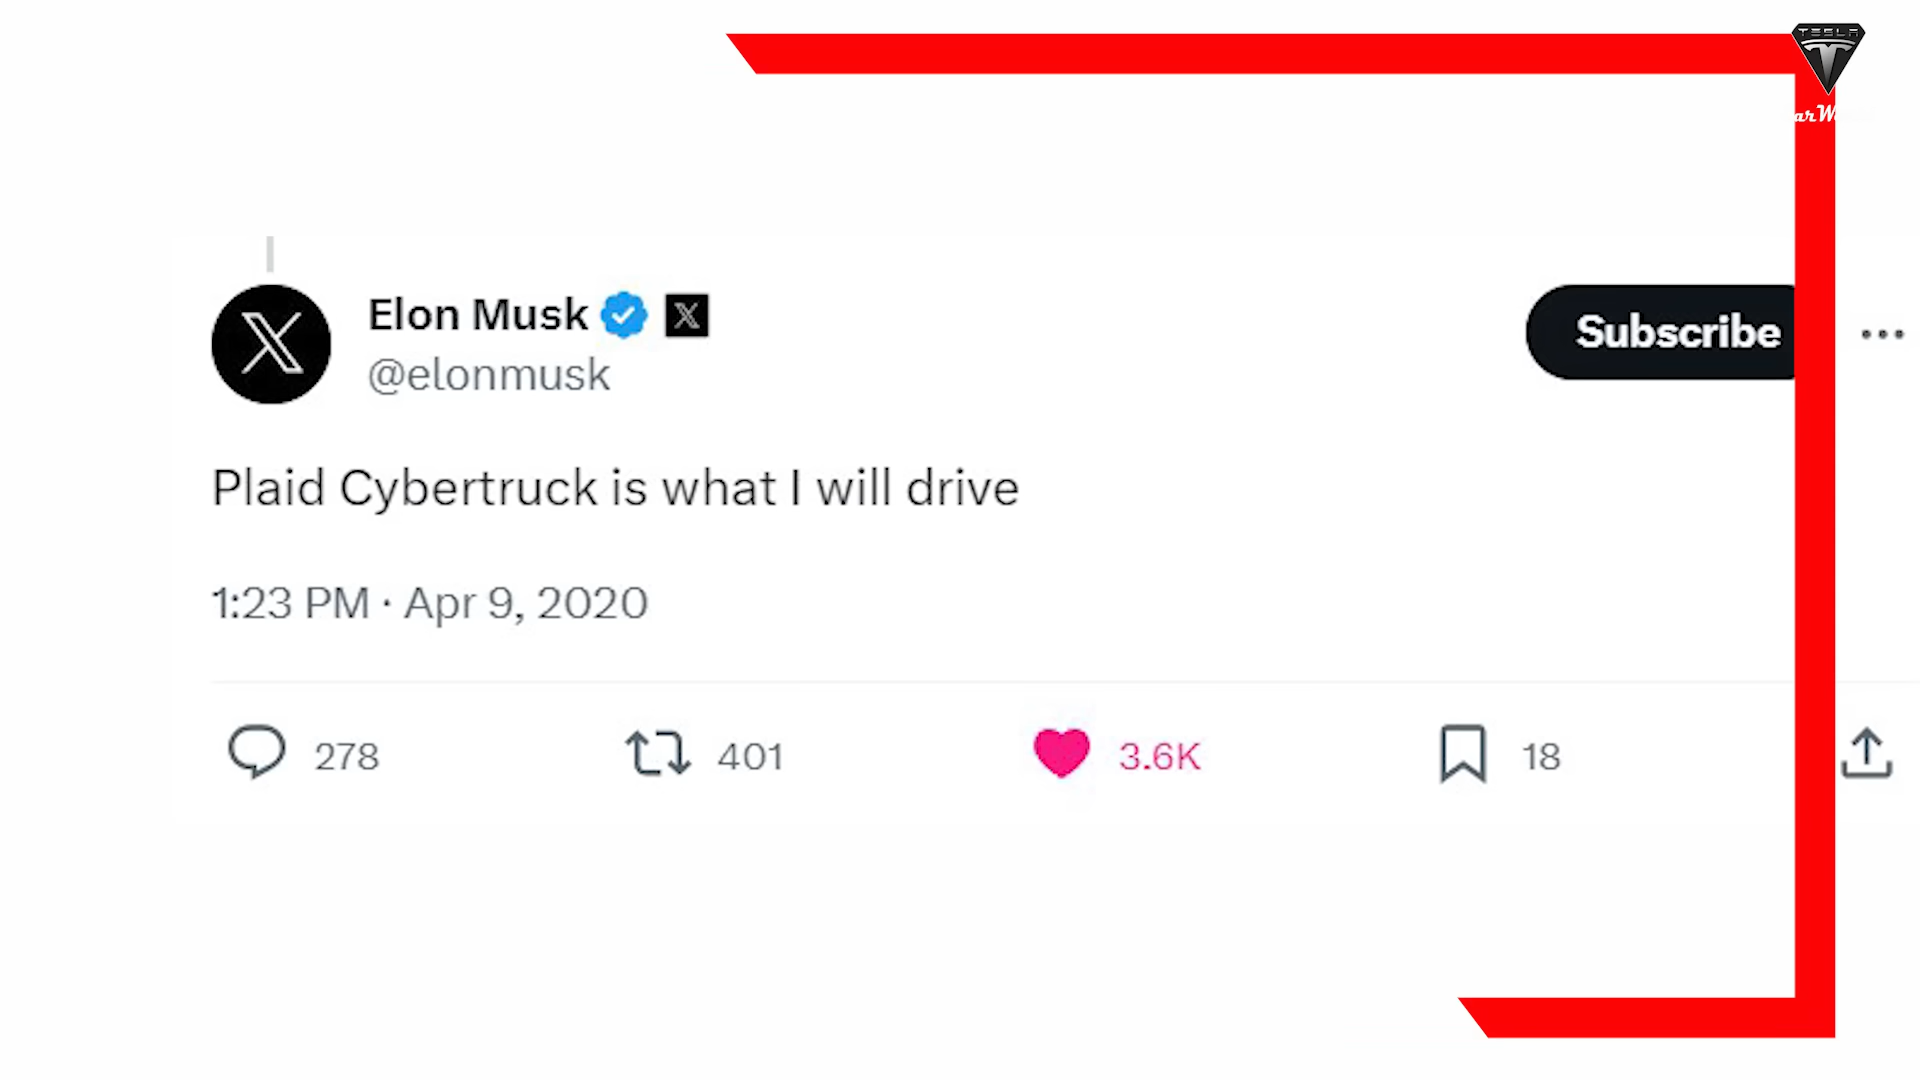 TESLA
Elon Musk
@elonmusk
Subscribe
Plaid Cybertruck is what I will drive
1:23 PM · Apr 9, 2020
278
401
3.6K
18